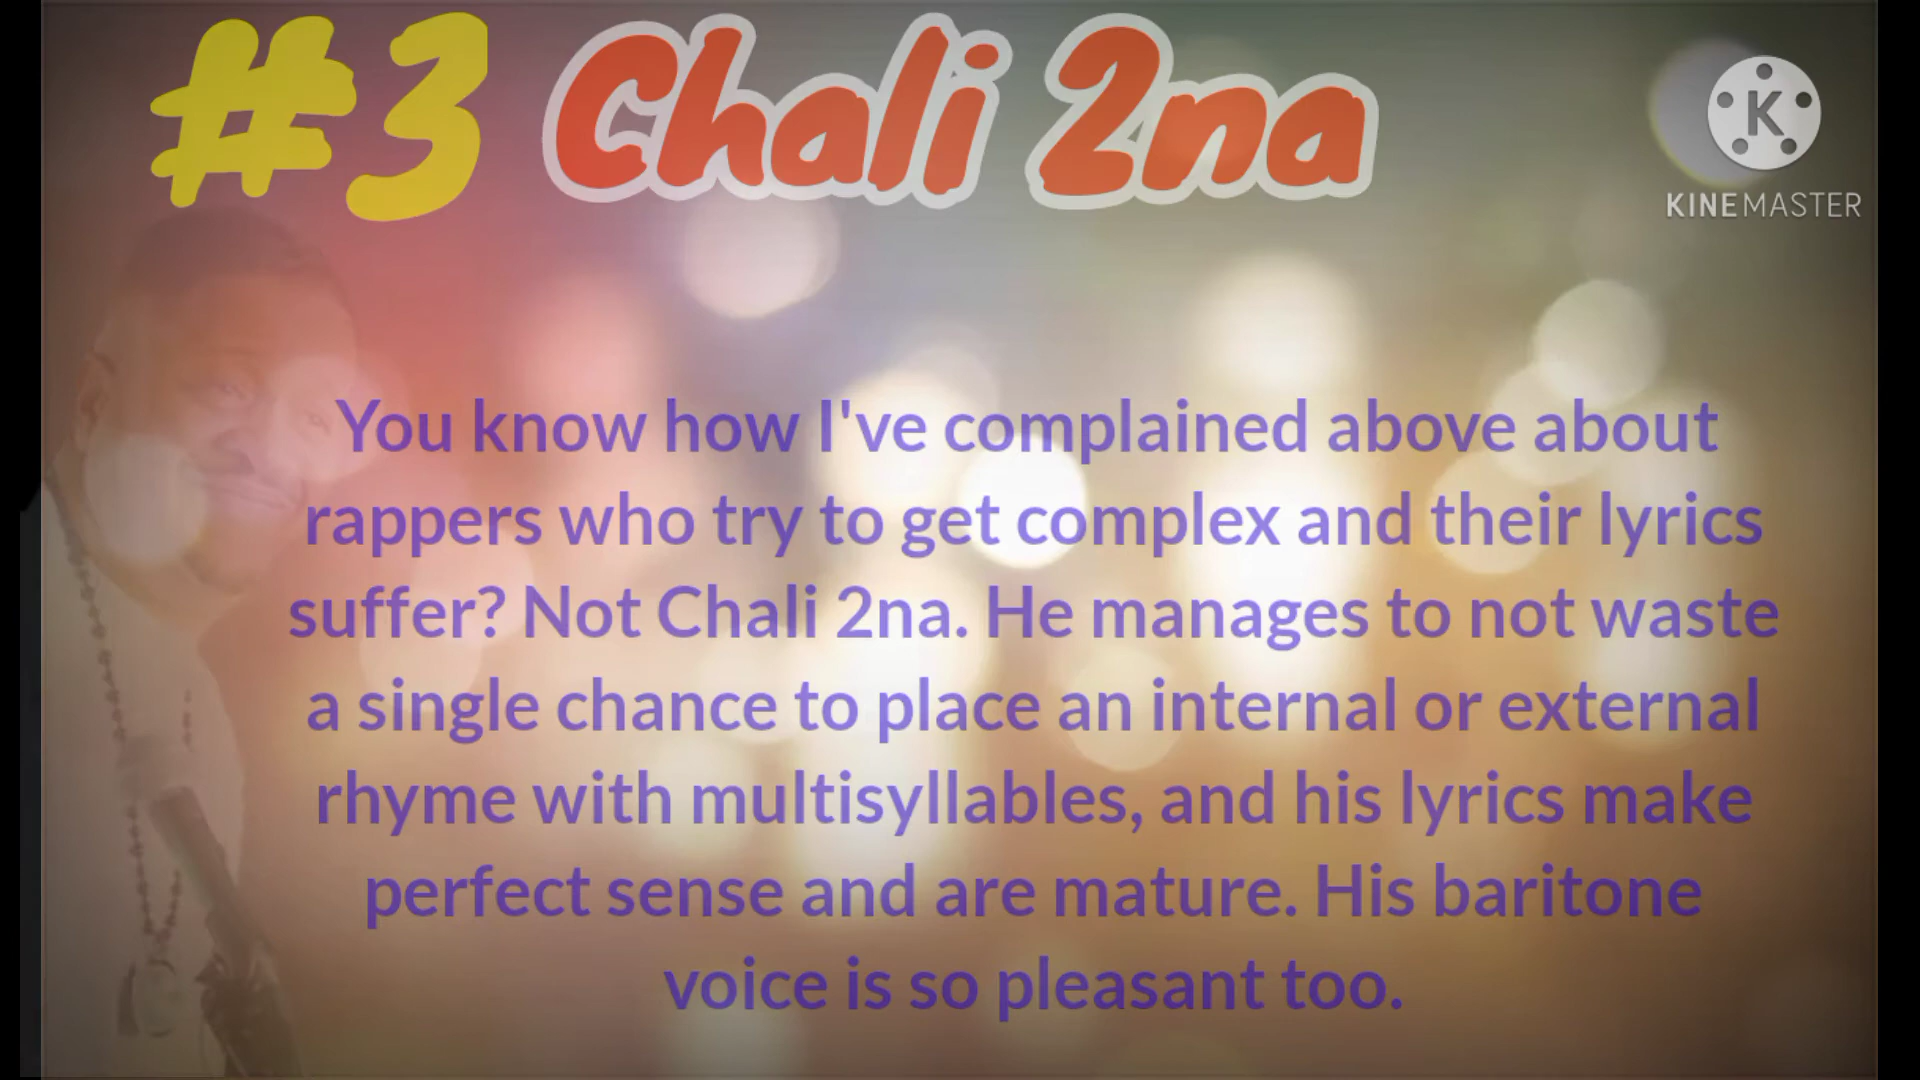 #3 Chali 2na
K
KINEMASTER
You know how I've complained above about
rappers who try to get complex and their lyrics
suffer? Not Chali 2na. He manages to not waste
a single chance to place an internal or external
rhyme with multisyllables, and his lyrics make
perfect sense and are mature. His baritone
voice is so pleasant too.